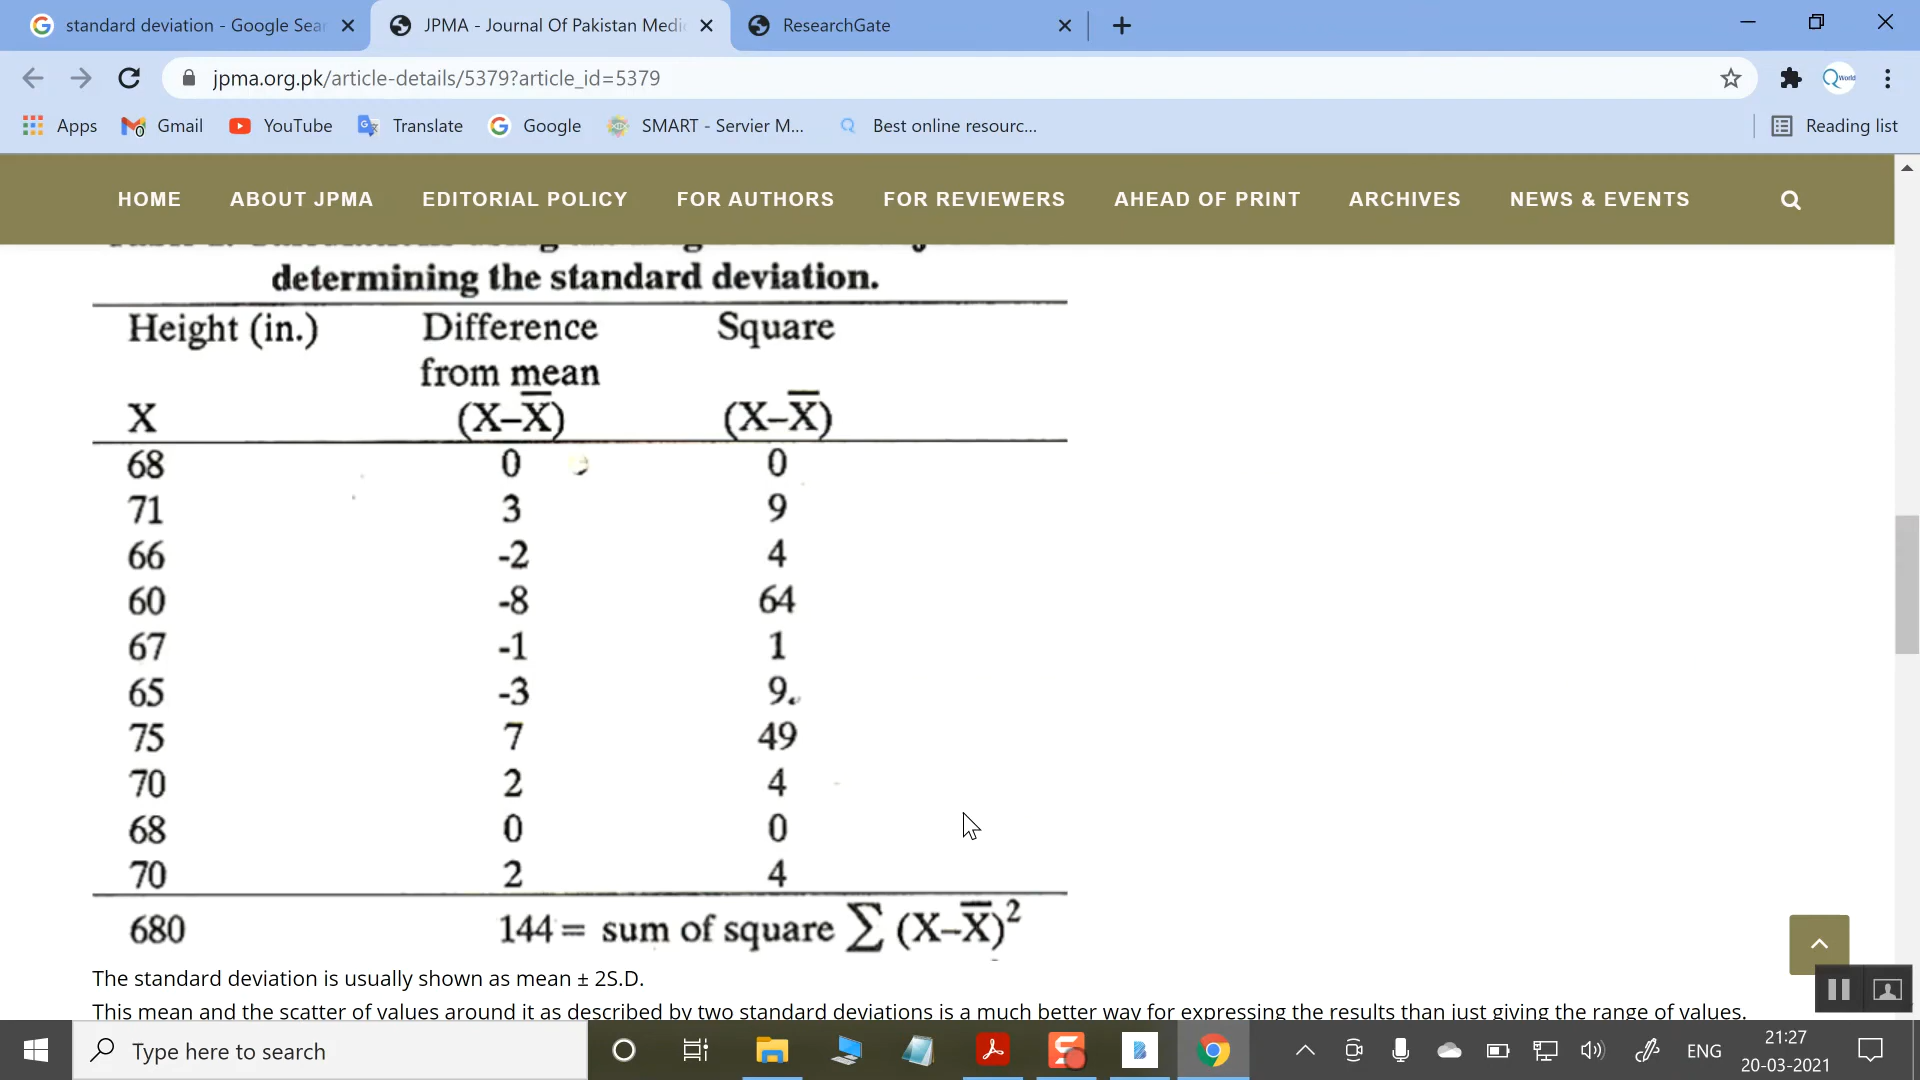 standard deviation - Google Sear
JPMA - Journal Of Pakistan Medi
ResearchGate
jpma.org.pk/article-details/5379?article_id=5379
Q World
Apps
Gmail
YouTube
Translate
Google
SMART - Servier M...
Best online resourc...
Reading list
HOME
ABOUT JPMA
EDITORIAL POLICY
FOR AUTHORS
FOR REVIEWERS
AHEAD OF PRINT
ARCHIVES
NEWS & EVENTS
determining the standard deviation.
Height (in.) Difference Square
from mean
X (X–X̅) (X–X̅)
68 0 0
71 3 9
66 -2 4
60 -8 64
67 -1 1
65 -3 9
75 7 49
70 2 4
68 0 0
70 2 4
680 144 = sum of square ∑ (X–X̅)²
The standard deviation is usually shown as mean ± 2S.D.
This mean and the scatter of values around it as described by two standard deviations is a much better way for expressing the results than just giving the range of values.
Type here to search
ENG
21:27
20-03-2021